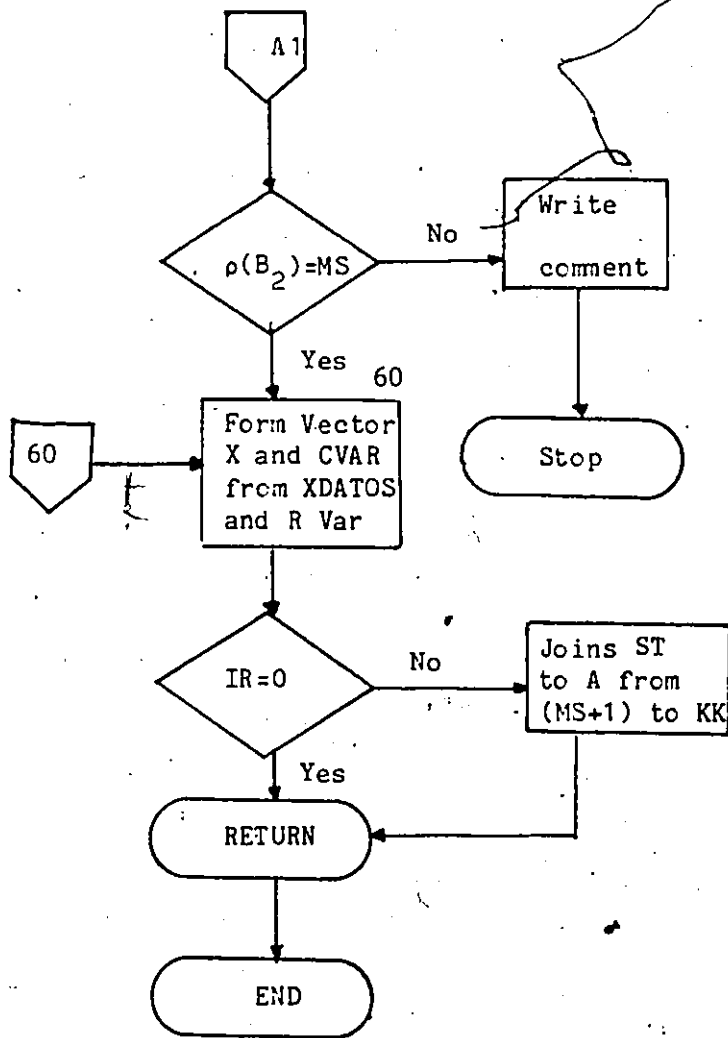 A1
ρ(B₂)=MS
No
Write
comment
Yes
60
Stop
60
Form Vector
X and CVAR
from XDATOS
and R Var
IR=0
No
Joins ST
to A from
(MS+1) to KK
Yes
RETURN
END